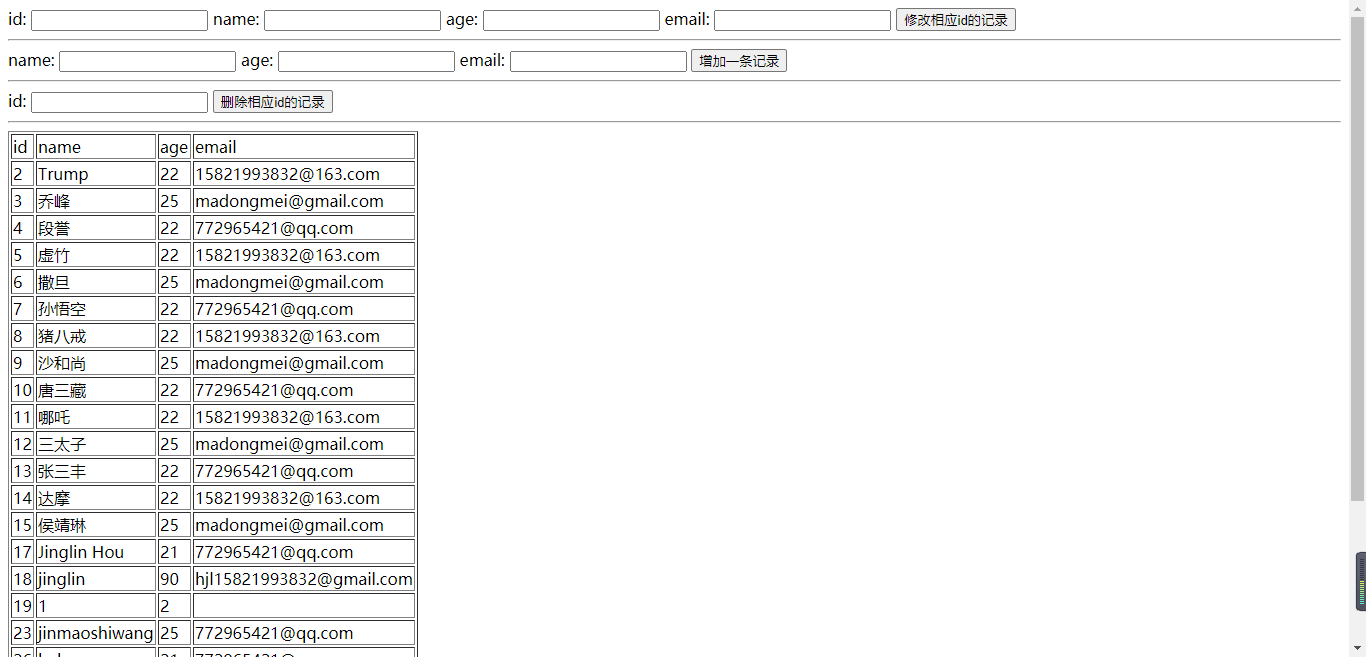 id: name: age: email: 修改相应id的记录
name: age: email: 增加一条记录
id: 删除相应id的记录
id name age email
2 Trump 22 15821993832@163.com
3 乔峰 25 madongmei@gmail.com
4 段誉 22 772965421@qq.com
5 虚竹 22 15821993832@163.com
6 撒旦 25 madongmei@gmail.com
7 孙悟空 22 772965421@qq.com
8 猪八戒 22 15821993832@163.com
9 沙和尚 25 madongmei@gmail.com
10 唐三藏 22 772965421@qq.com
11 哪吒 22 15821993832@163.com
12 三太子 25 madongmei@gmail.com
13 张三丰 22 772965421@qq.com
14 达摩 22 15821993832@163.com
15 侯靖琳 25 madongmei@gmail.com
17 Jinglin Hou 21 772965421@qq.com
18 jinglin 90 hjl15821993832@gmail.com
19 1 2
23 jinmaoshiwang 25 772965421@qq.com